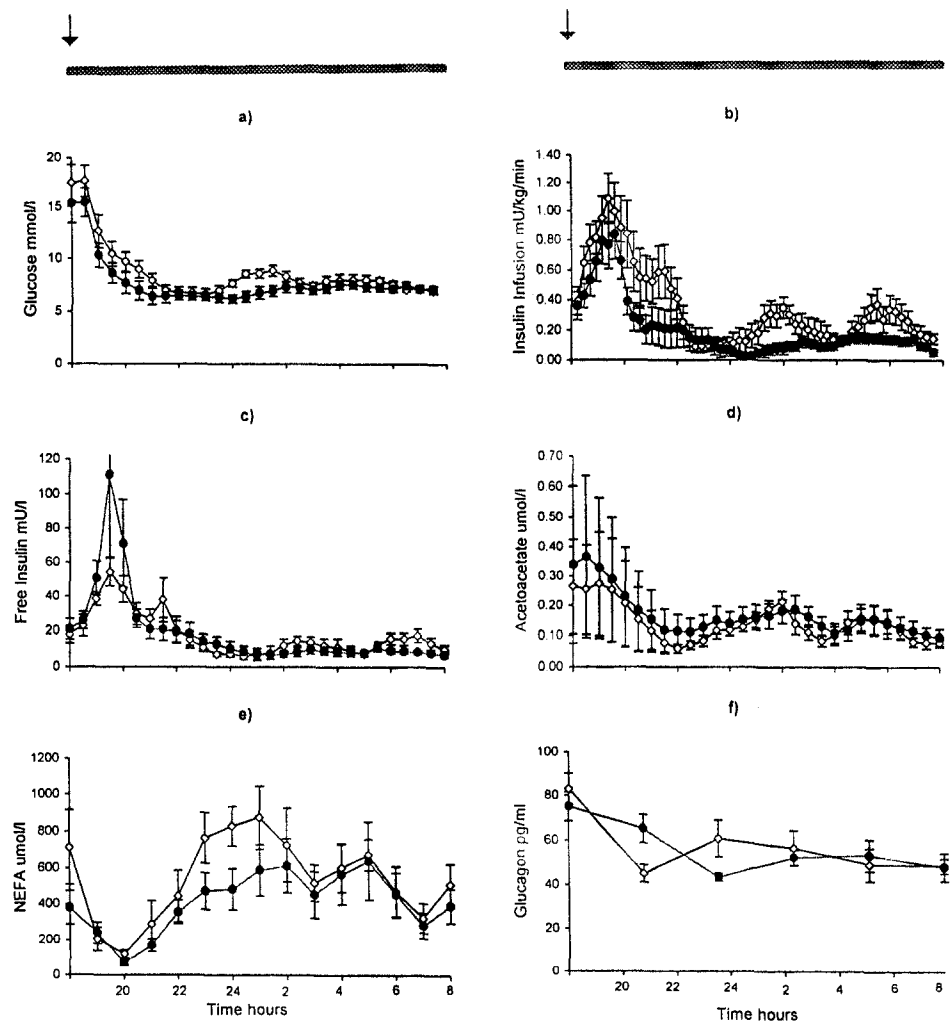 a)
b)
Glucose mmol/l
20
15
10
5
0
Insulin Infusion mU/kg/min
1.40
1.20
1.00
0.80
0.60
0.40
0.20
0.00
c)
d)
Free Insulin mU/l
120
100
80
60
40
20
0
Acetoacetate umol/l
0.70
0.60
0.50
0.40
0.30
0.20
0.10
0.00
e)
f)
NEFA umol/l
1200
1000
800
600
400
200
0
20 22 24 2 4 6 8
Time hours
Glucagon pg/ml
100
80
60
40
20
0
20 22 24 2 4 6 8
Time hours